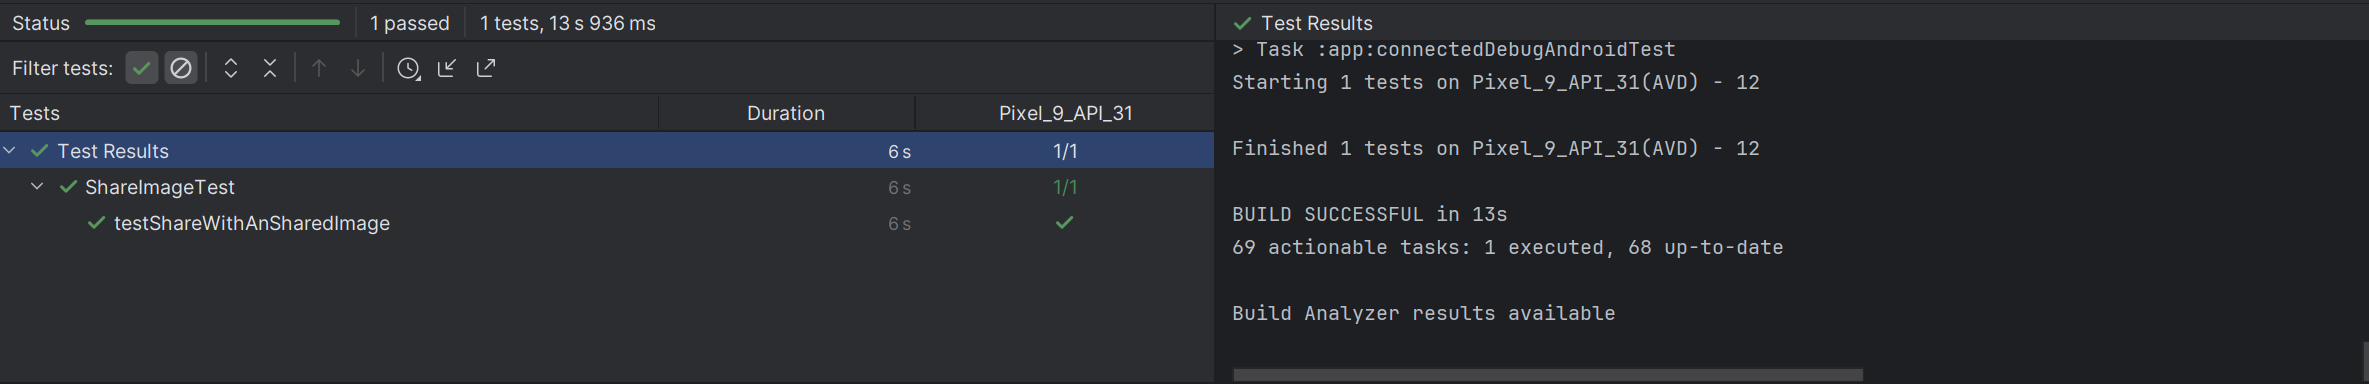 Status 1 passed 1 tests, 13 s 936 ms
Filter tests:
Tests Duration Pixel_9_API_31
Test Results 6 s 1/1
ShareImageTest 6 s 1/1
testShareWithAnSharedImage 6 s
Test Results
> Task :app:connectedDebugAndroidTest
Starting 1 tests on Pixel_9_API_31(AVD) - 12
Finished 1 tests on Pixel_9_API_31(AVD) - 12
BUILD SUCCESSFUL in 13s
69 actionable tasks: 1 executed, 68 up-to-date
Build Analyzer results available